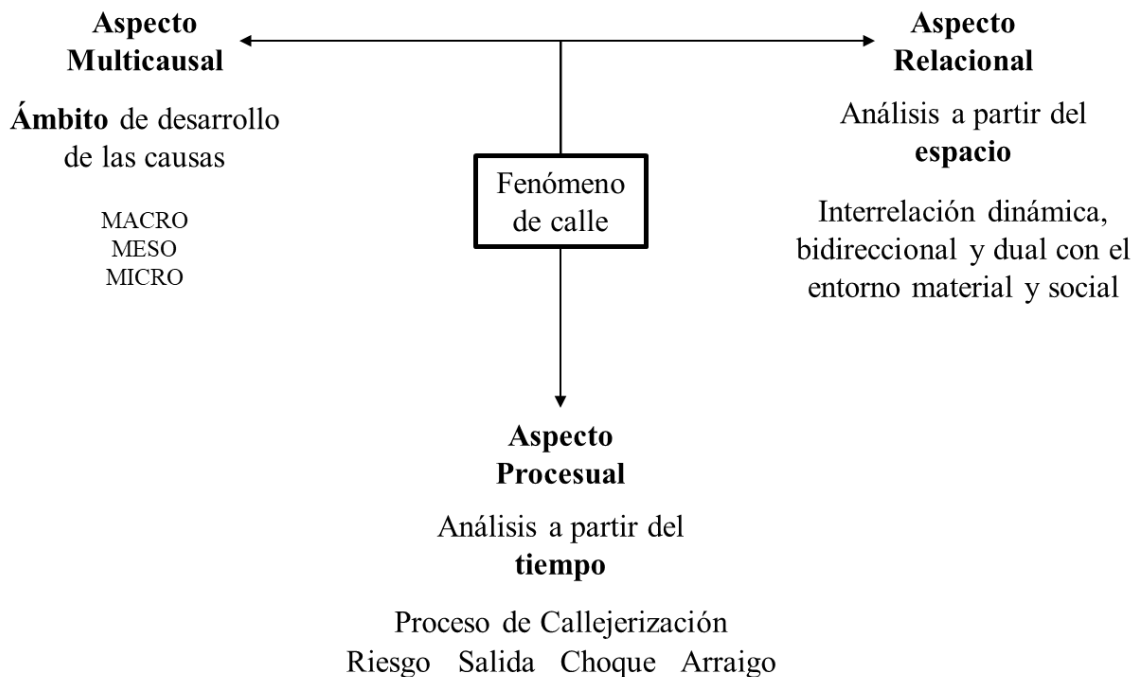 Aspecto
Multicausal
Ámbito de desarrollo
de las causas
MACRO
MESO
MICRO
Fenómeno
de calle
Aspecto
Relacional
Análisis a partir del
espacio
Interrelación dinámica,
bidireccional y dual con el
entorno material y social
Aspecto
Procesual
Análisis a partir del
tiempo
Proceso de Callejerización
Riesgo Salida Choque Arraigo